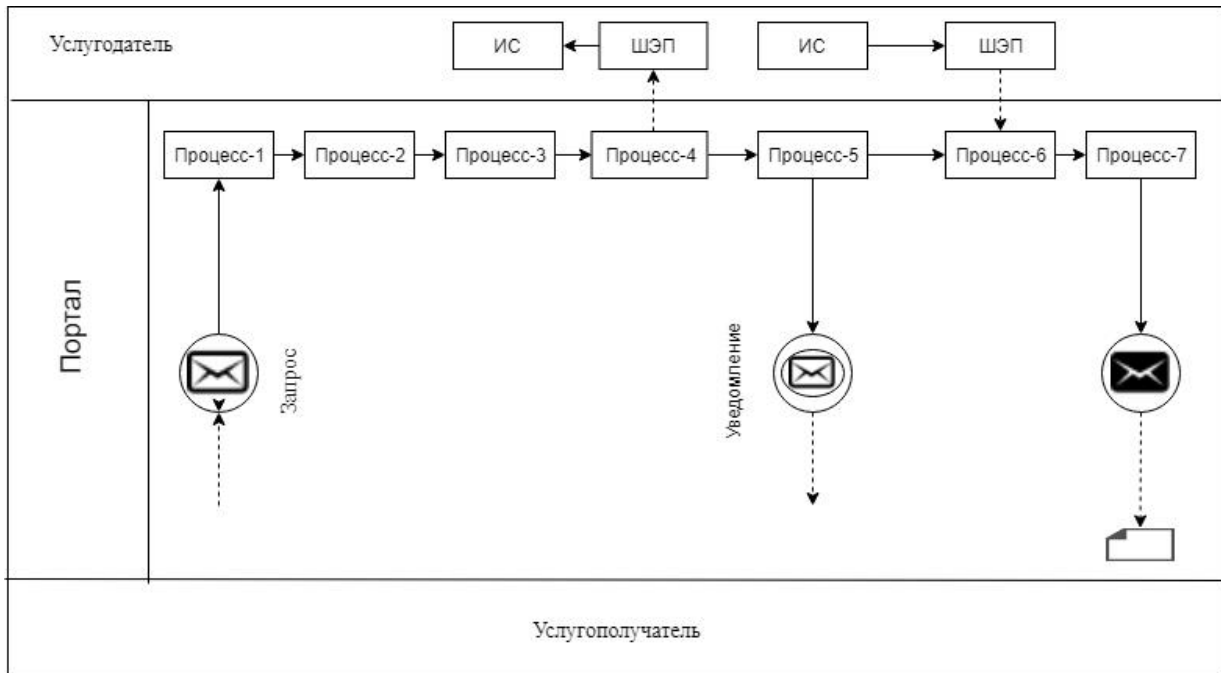 Услугодатель
ИС
ШЭП
ИС
ШЭП
Процесс-1
Процесс-2
Процесс-3
Процесс-4
Процесс-5
Процесс-6
Процесс-7
Портал
Запрос
Уведомление
Услугополучатель